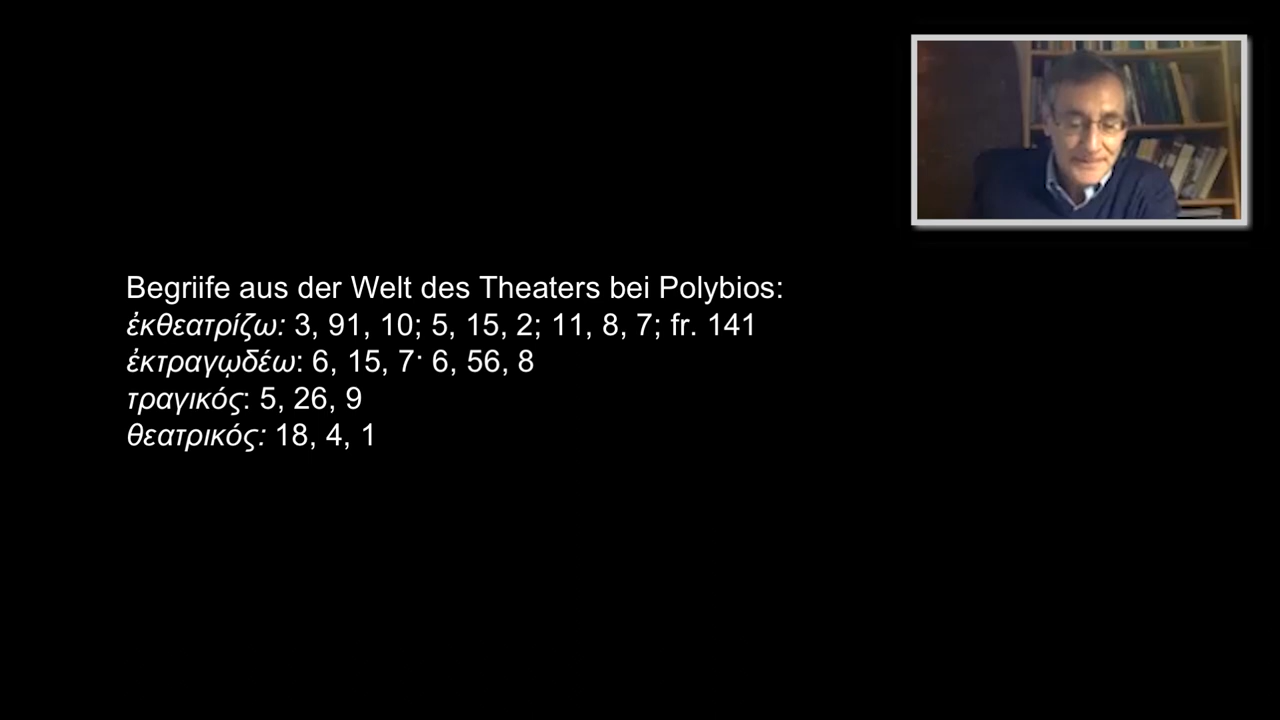 Begriife aus der Welt des Theaters bei Polybios:
ἐκθεατρίζω: 3, 91, 10; 5, 15, 2; 11, 8, 7; fr. 141
ἐκτραγῳδέω: 6, 15, 7· 6, 56, 8
τραγικός: 5, 26, 9
θεατρικός: 18, 4, 1